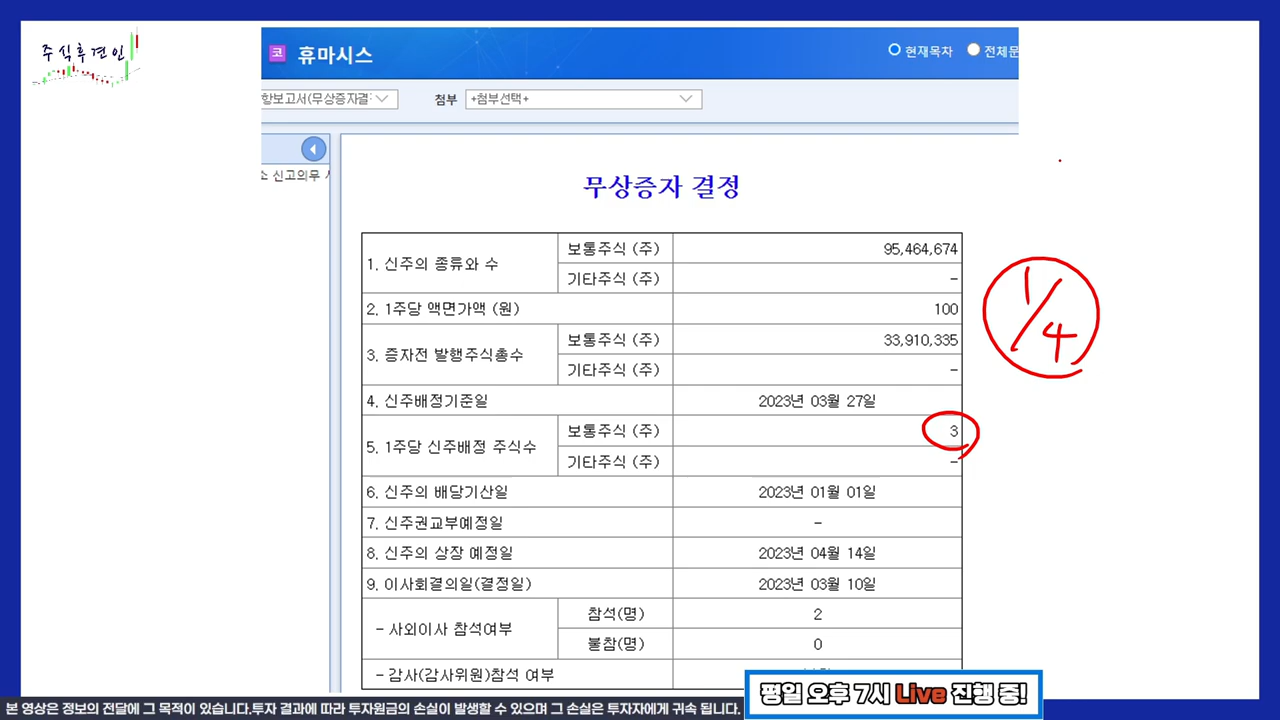 주식후견인
코 휴마시스
현재목차 전체문
항보고서(무상증자결 첨부 +첨부선택+
소 신고의무
무상증자 결정
1. 신주의 종류와 수 보통주식 (주) 95,464,674
기타주식 (주) -
2. 1주당 액면가액 (원) 100
3. 증자전 발행주식총수 보통주식 (주) 33,910,335
기타주식 (주) -
4. 신주배정기준일 2023년 03월 27일
5. 1주당 신주배정 주식수 보통주식 (주) 3
기타주식 (주) -
6. 신주의 배당기산일 2023년 01월 01일
7. 신주권교부예정일 -
8. 신주의 상장 예정일 2023년 04월 14일
9. 이사회결의일(결정일) 2023년 03월 10일
- 사외이사 참석여부 참석(명) 2
불참(명) 0
- 감사(감사위원)참석 여부
1/4
평일 오후 7시 Live 진행 중!
본 영상은 정보의 전달에 그 목적이 있습니다.투자 결과에 따라 투자원금의 손실이 발생할 수 있으며 그 손실은 투자자에게 귀속 됩니다.